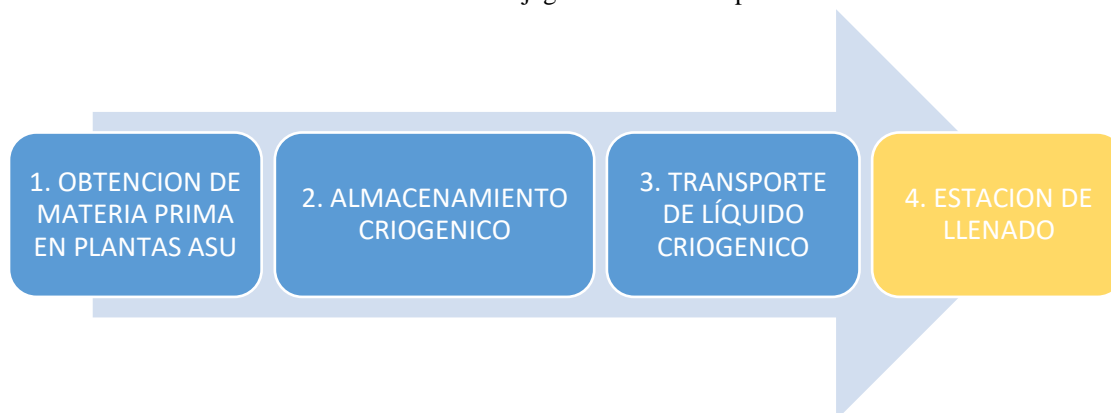 1. OBTENCION DE
MATERIA PRIMA
EN PLANTAS ASU
2. ALMACENAMIENTO
CRIOGENICO
3. TRANSPORTE
DE LÍQUIDO
CRIOGENICO
4. ESTACION DE
LLENADO